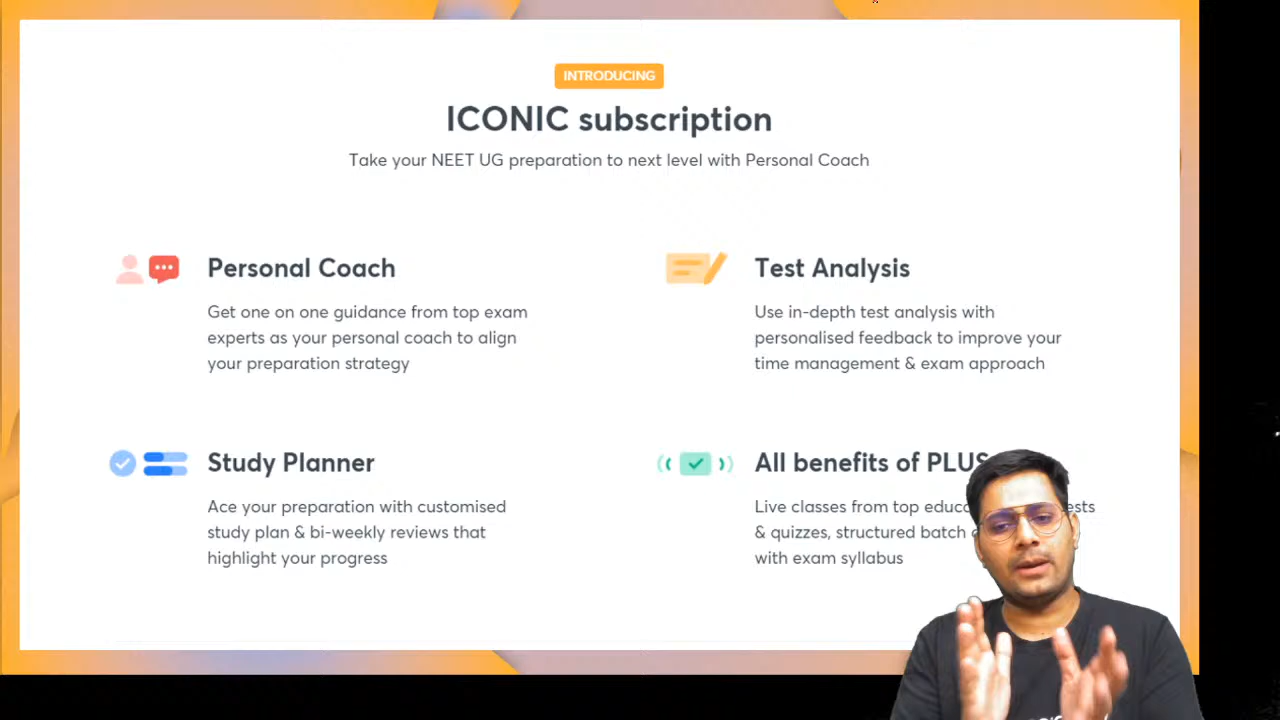 INTRODUCING
ICONIC subscription
Take your NEET UG preparation to next level with Personal Coach
Personal Coach
Get one on one guidance from top exam
experts as your personal coach to align
your preparation strategy
Test Analysis
Use in-depth test analysis with
personalised feedback to improve your
time management & exam approach
Study Planner
Ace your preparation with customised
study plan & bi-weekly reviews that
highlight your progress
All benefits of PLUS
Live classes from top
& quizzes, structured batch
with exam syllabus